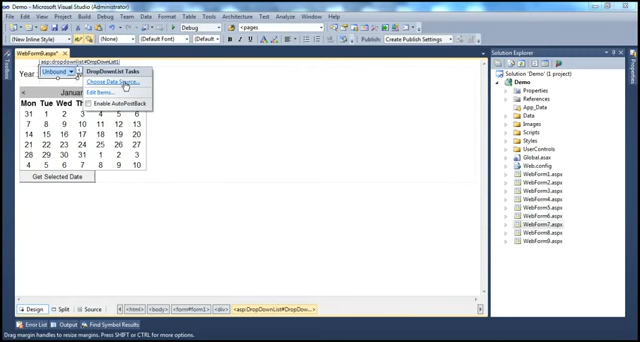 Demo - Microsoft Visual Studio (Administrator)
File Edit View Project Build Debug Team Data Format Table Tools Architecture Test Analyze Window Help
Debug <pages
(New Inline Style) (None) (Default Font) (Default B I U A Publish: Create Publish Settings
WebForm9.aspx*
Toolbox
asp:dropdownlist#DropDownList1
Year : Unbound
DropDownList Tasks
Choose Data Source...
Edit Items...
Enable AutoPostBack
< Januar
Mon Tue Wed Th
31 1 2 3 4 5 6
7 8 9 10 11 12 13
14 15 16 17 18 19 20
21 22 23 24 25 26 27
28 29 30 31 1 2 3
4 5 6 7 8 9 10
Get Selected Date
Solution Explorer
Solution 'Demo' (1 project)
Demo
Properties
References
App_Data
Data
Images
Scripts
Styles
UserControls
Global.asax
Web.config
WebForm1.aspx
WebForm2.aspx
WebForm3.aspx
WebForm4.aspx
WebForm5.aspx
WebForm6.aspx
WebForm7.aspx
WebForm8.aspx
WebForm9.aspx
Properties
Design Split Source <html> <body> <form#form1> <div> <asp:DropDownList#DropDow...>
Error List Output Find Symbol Results
Drag margin handles to resize margins. Press SHIFT or CTRL for more options.